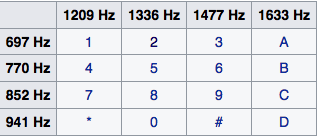 1209 Hz 1336 Hz 1477 Hz 1633 Hz
697 Hz 1 2 3 A
770 Hz 4 5 6 B
852 Hz 7 8 9 C
941 Hz * 0 # D